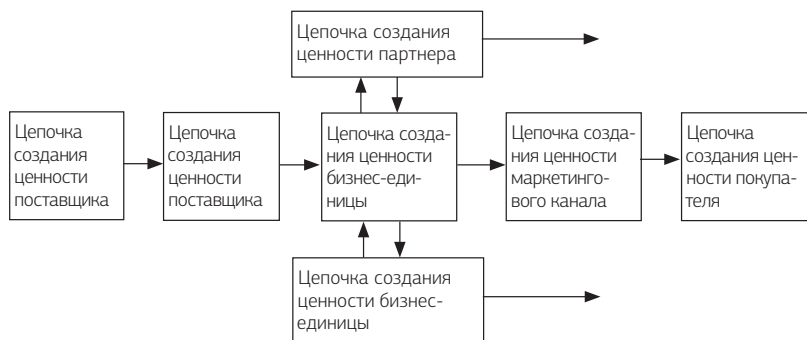 Цепочка создания
ценности партнера
Цепочка
создания
ценности
поставщика
Цепочка
создания
ценности
поставщика
Цепочка созда-
ния ценности
бизнес-еди-
ницы
Цепочка созда-
ния ценности
маркетинго-
вого канала
Цепочка
создания цен-
ности покупа-
теля
Цепочка создания
ценности бизнес-
единицы